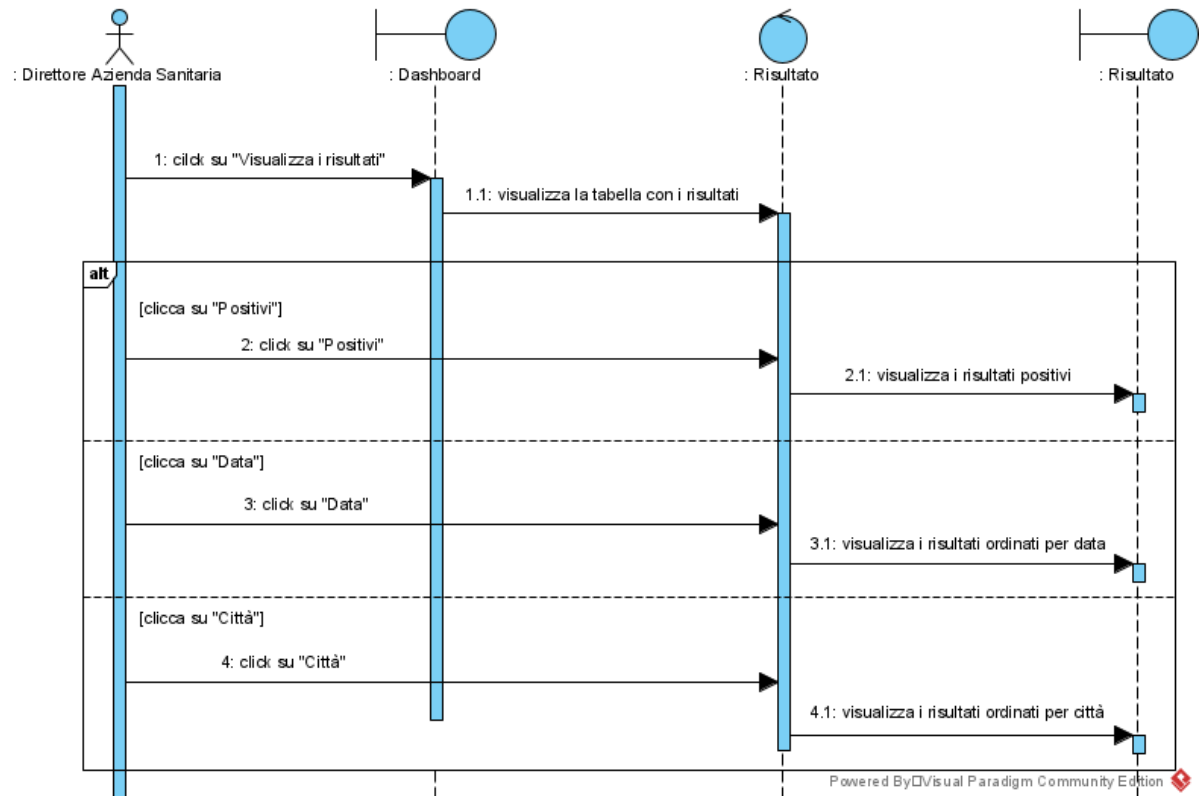 : Direttore Azienda Sanitaria
: Dashboard
: Risultato
: Risultato
1: cilck su "Visualizza i risultati"
1.1: visualizza la tabella con i risultati
alt
[clicca su "Positivi"]
2: click su "Positivi"
2.1: visualizza i risultati positivi
[clicca su "Data"]
3: click su "Data"
3.1: visualizza i risultati ordinati per data
[clicca su "Città"]
4: click su "Città"
4.1: visualizza i risultati ordinati per città
Powered By□Visual Paradigm Community Edition